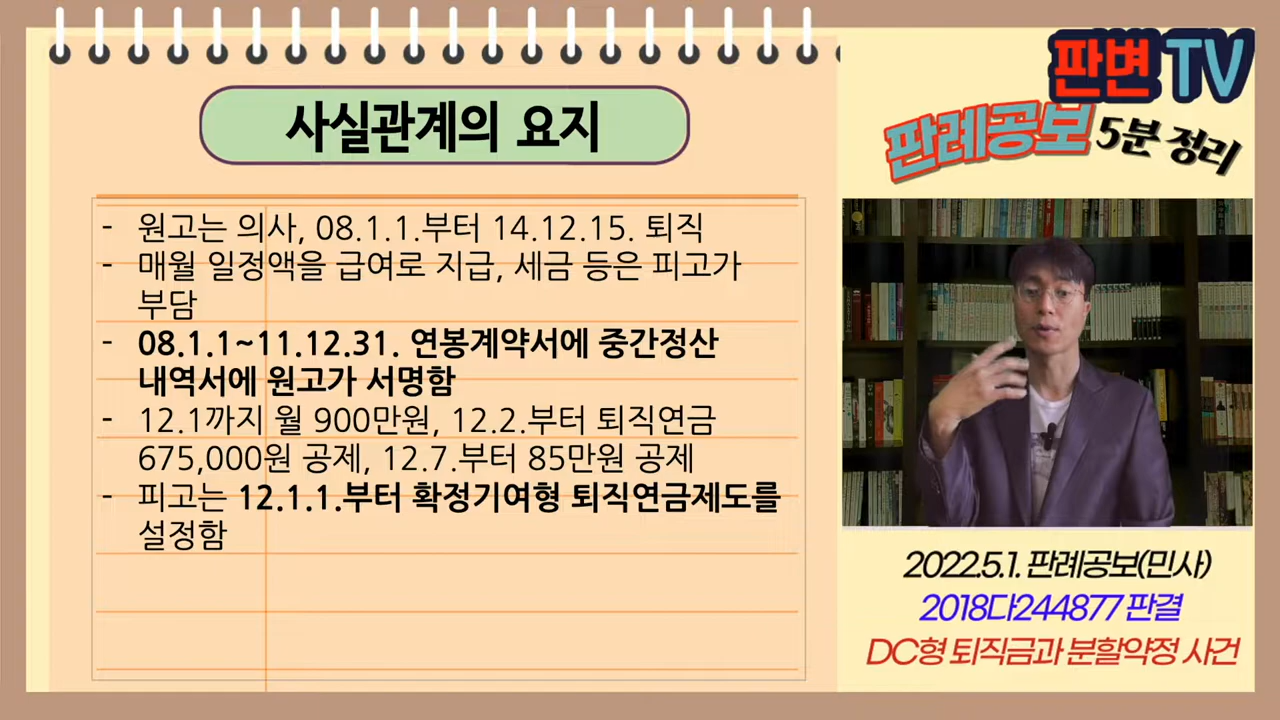 사실관계의 요지
- 원고는 의사, 08.1.1.부터 14.12.15. 퇴직
- 매월 일정액을 급여로 지급, 세금 등은 피고가
부담
- 08.1.1~11.12.31. 연봉계약서에 중간정산
내역서에 원고가 서명함
- 12.1까지 월 900만원, 12.2.부터 퇴직연금
675,000원 공제, 12.7.부터 85만원 공제
- 피고는 12.1.1.부터 확정기여형 퇴직연금제도를
설정함
판변 TV
판례공보 5분 정리
2022.5.1. 판례공보(민사)
2018다244877 판결
DC형 퇴직금과 분할약정 사건